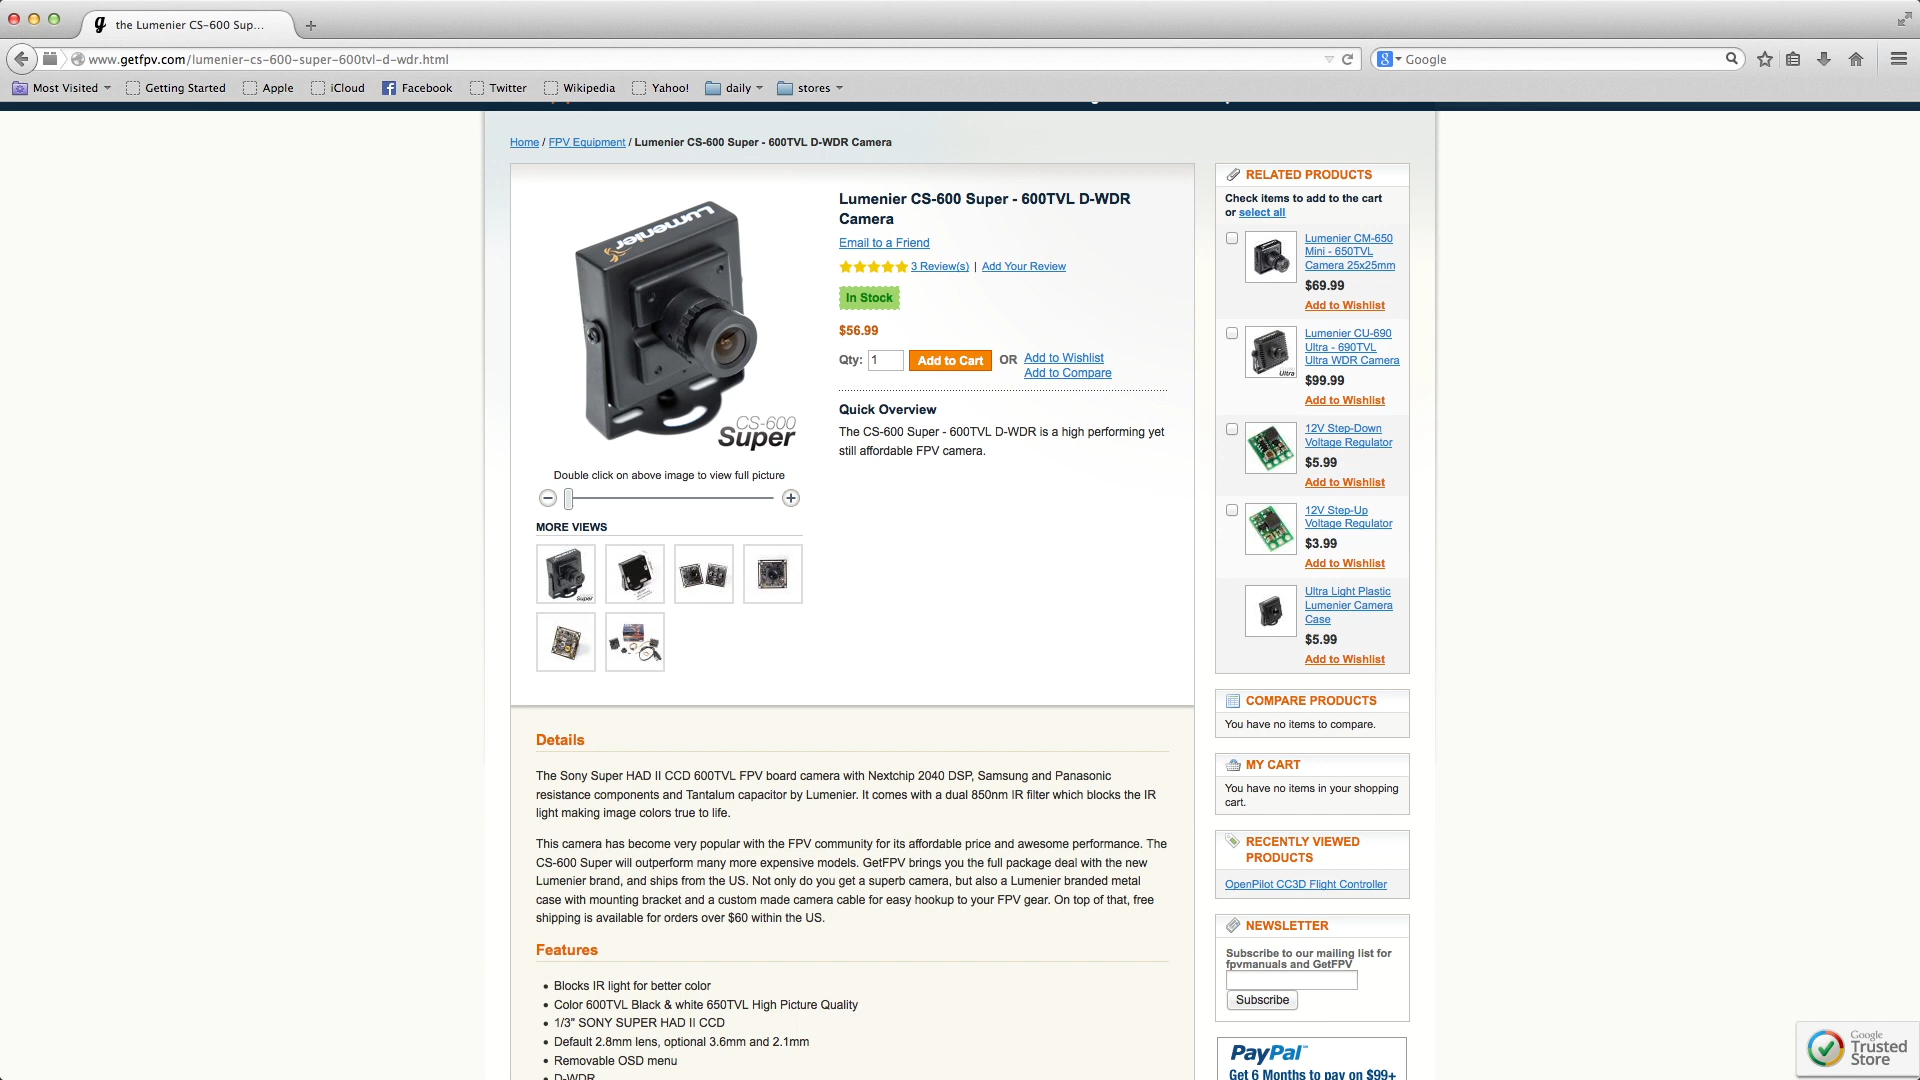 the Lumenier CS-600 Sup...
www.getfpv.com/lumenier-cs-600-super-600tvl-d-wdr.html
Google
Most Visited
Getting Started
Apple
iCloud
Facebook
Twitter
Wikipedia
Yahoo!
daily
stores
Home / FPV Equipment / Lumenier CS-600 Super - 600TVL D-WDR Camera
Lumenier
CS-600
Super
Double click on above image to view full picture
MORE VIEWS
Super
Lumenier CS-600 Super - 600TVL D-WDR
Camera
Email to a Friend
3 Review(s) | Add Your Review
In Stock
$56.99
Qty: 1 Add to Cart OR Add to Wishlist
Add to Compare
Quick Overview
The CS-600 Super - 600TVL D-WDR is a high performing yet
still affordable FPV camera.
Details
The Sony Super HAD II CCD 600TVL FPV board camera with Nextchip 2040 DSP, Samsung and Panasonic
resistance components and Tantalum capacitor by Lumenier. It comes with a dual 850nm IR filter which blocks the IR
light making image colors true to life.
This camera has become very popular with the FPV community for its affordable price and awesome performance. The
CS-600 Super will outperform many more expensive models. GetFPV brings you the full package deal with the new
Lumenier brand, and ships from the US. Not only do you get a superb camera, but also a Lumenier branded metal
case with mounting bracket and a custom made camera cable for easy hookup to your FPV gear. On top of that, free
shipping is available for orders over $60 within the US.
Features
• Blocks IR light for better color
• Color 600TVL Black & white 650TVL High Picture Quality
• 1/3" SONY SUPER HAD II CCD
• Default 2.8mm lens, optional 3.6mm and 2.1mm
• Removable OSD menu
• D-WDR
RELATED PRODUCTS
Check items to add to the cart
or select all
Lumenier CM-650
Mini - 650TVL
Camera 25x25mm
$69.99
Add to Wishlist
Ultra
Lumenier CU-690
Ultra - 690TVL
Ultra WDR Camera
$99.99
Add to Wishlist
12V Step-Down
Voltage Regulator
$5.99
Add to Wishlist
12V Step-Up
Voltage Regulator
$3.99
Add to Wishlist
Ultra Light Plastic
Lumenier Camera
Case
$5.99
Add to Wishlist
COMPARE PRODUCTS
You have no items to compare.
MY CART
You have no items in your shopping
cart.
RECENTLY VIEWED
PRODUCTS
OpenPilot CC3D Flight Controller
NEWSLETTER
Subscribe to our mailing list for
fpvmanuals and GetFPV
Subscribe
PayPal™
Get 6 Months to pay on $99+
Google
Trusted
Store